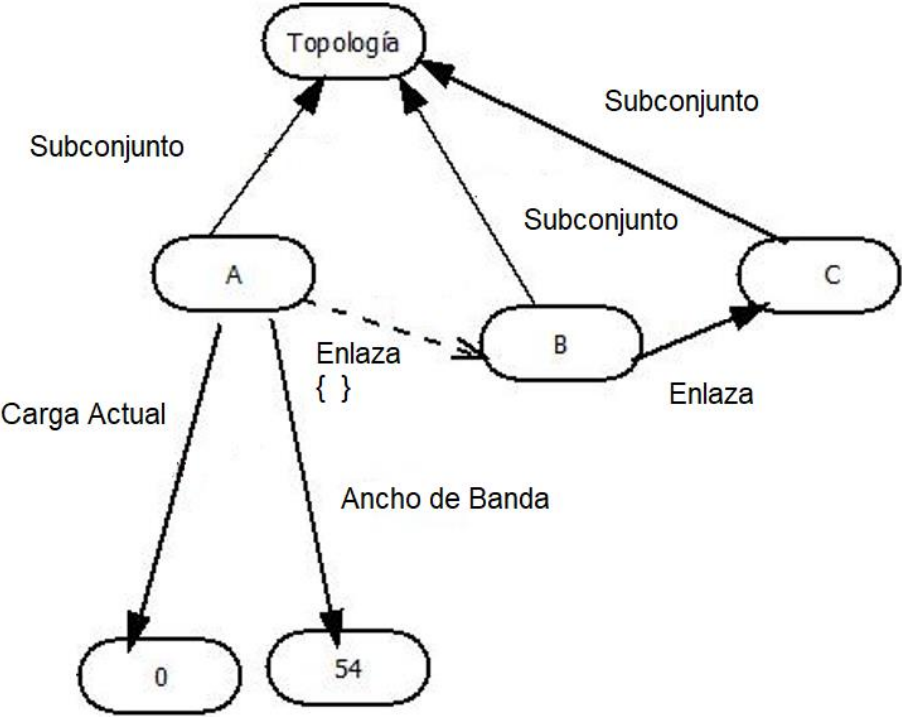 Topología
Subconjunto
Subconjunto
Subconjunto
A
C
B
Enlaza
{ }
Enlaza
Carga Actual
Ancho de Banda
0
54